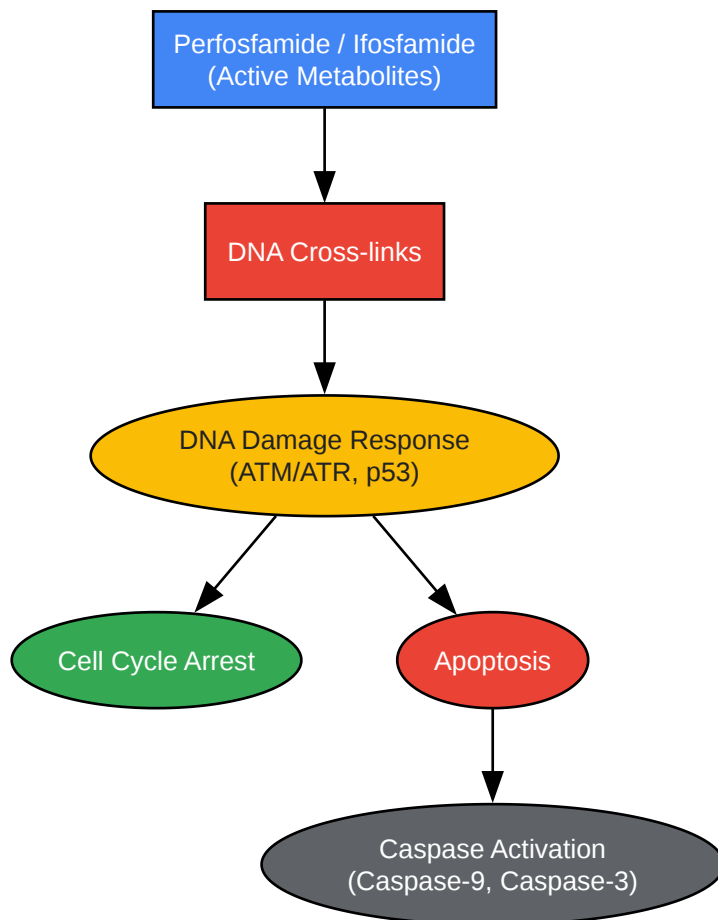 Perfosfamide / Ifosfamide
(Active Metabolites)
DNA Cross-links
DNA Damage Response
(ATM/ATR, p53)
Cell Cycle Arrest
Apoptosis
Caspase Activation
(Caspase-9, Caspase-3)